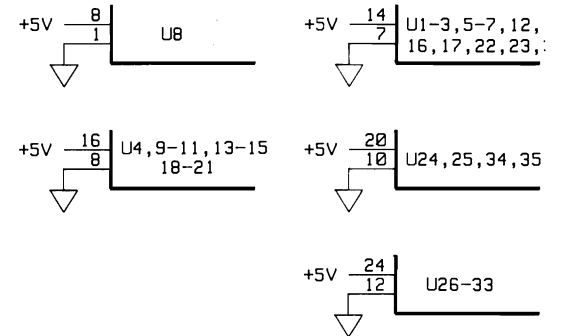 +5V 8
1
U8
+5V 14
7
U1-3,5-7,12,
16,17,22,23,
+5V 16
8
U4,9-11,13-15
18-21
+5V 20
10
U24,25,34,35
+5V 24
12
U26-33